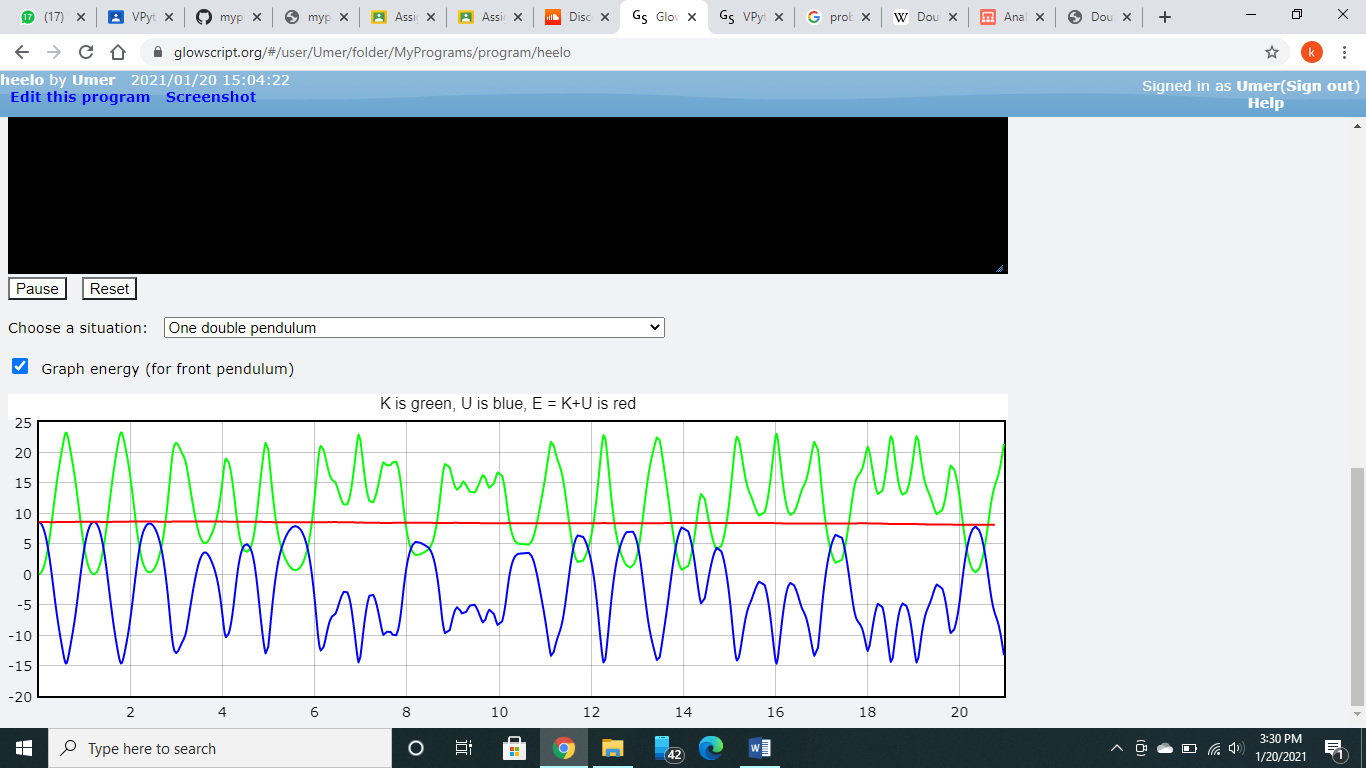 (17)
VPyt
myp
myp
Assi
Assi
Disc
Glov
VPyt
prob
Dou
Anal
Dou
glowscript.org/#/user/Umer/folder/MyPrograms/program/heelo
k
heelo by Umer 2021/01/20 15:04:22
Signed in as Umer(Sign out)
Edit this program Screenshot
Help
Pause Reset
Choose a situation: One double pendulum
Graph energy (for front pendulum)
K is green, U is blue, E = K+U is red
25
20
15
10
5
0
-5
-10
-15
-20
2 4 6 8 10 12 14 16 18 20
Type here to search
42
3:30 PM
1/20/2021
1